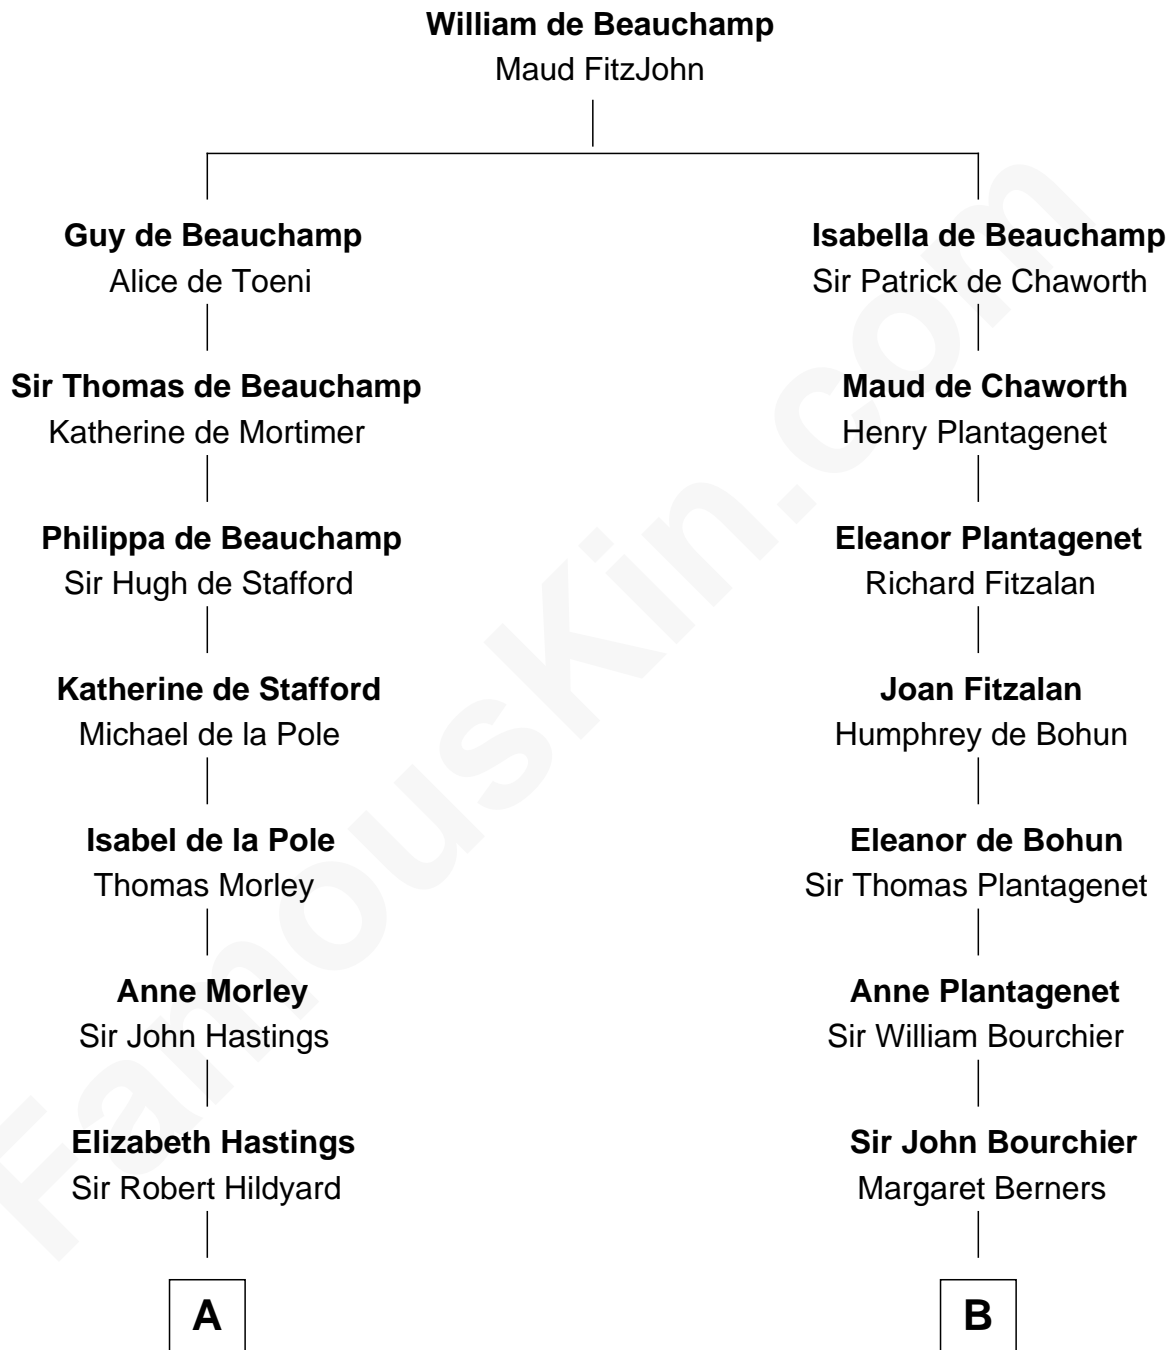 William de Beauchamp
Maud FitzJohn
Guy de Beauchamp
Alice de Toeni
Isabella de Beauchamp
Sir Patrick de Chaworth
Sir Thomas de Beauchamp
Katherine de Mortimer
Maud de Chaworth
Henry Plantagenet
Philippa de Beauchamp
Sir Hugh de Stafford
Eleanor Plantagenet
Richard Fitzalan
Katherine de Stafford
Michael de la Pole
Joan Fitzalan
Humphrey de Bohun
Isabel de la Pole
Thomas Morley
Eleanor de Bohun
Sir Thomas Plantagenet
Anne Morley
Sir John Hastings
Anne Plantagenet
Sir William Bourchier
Elizabeth Hastings
Sir Robert Hildyard
Sir John Bourchier
Margaret Berners
A
B
FamousKin.com